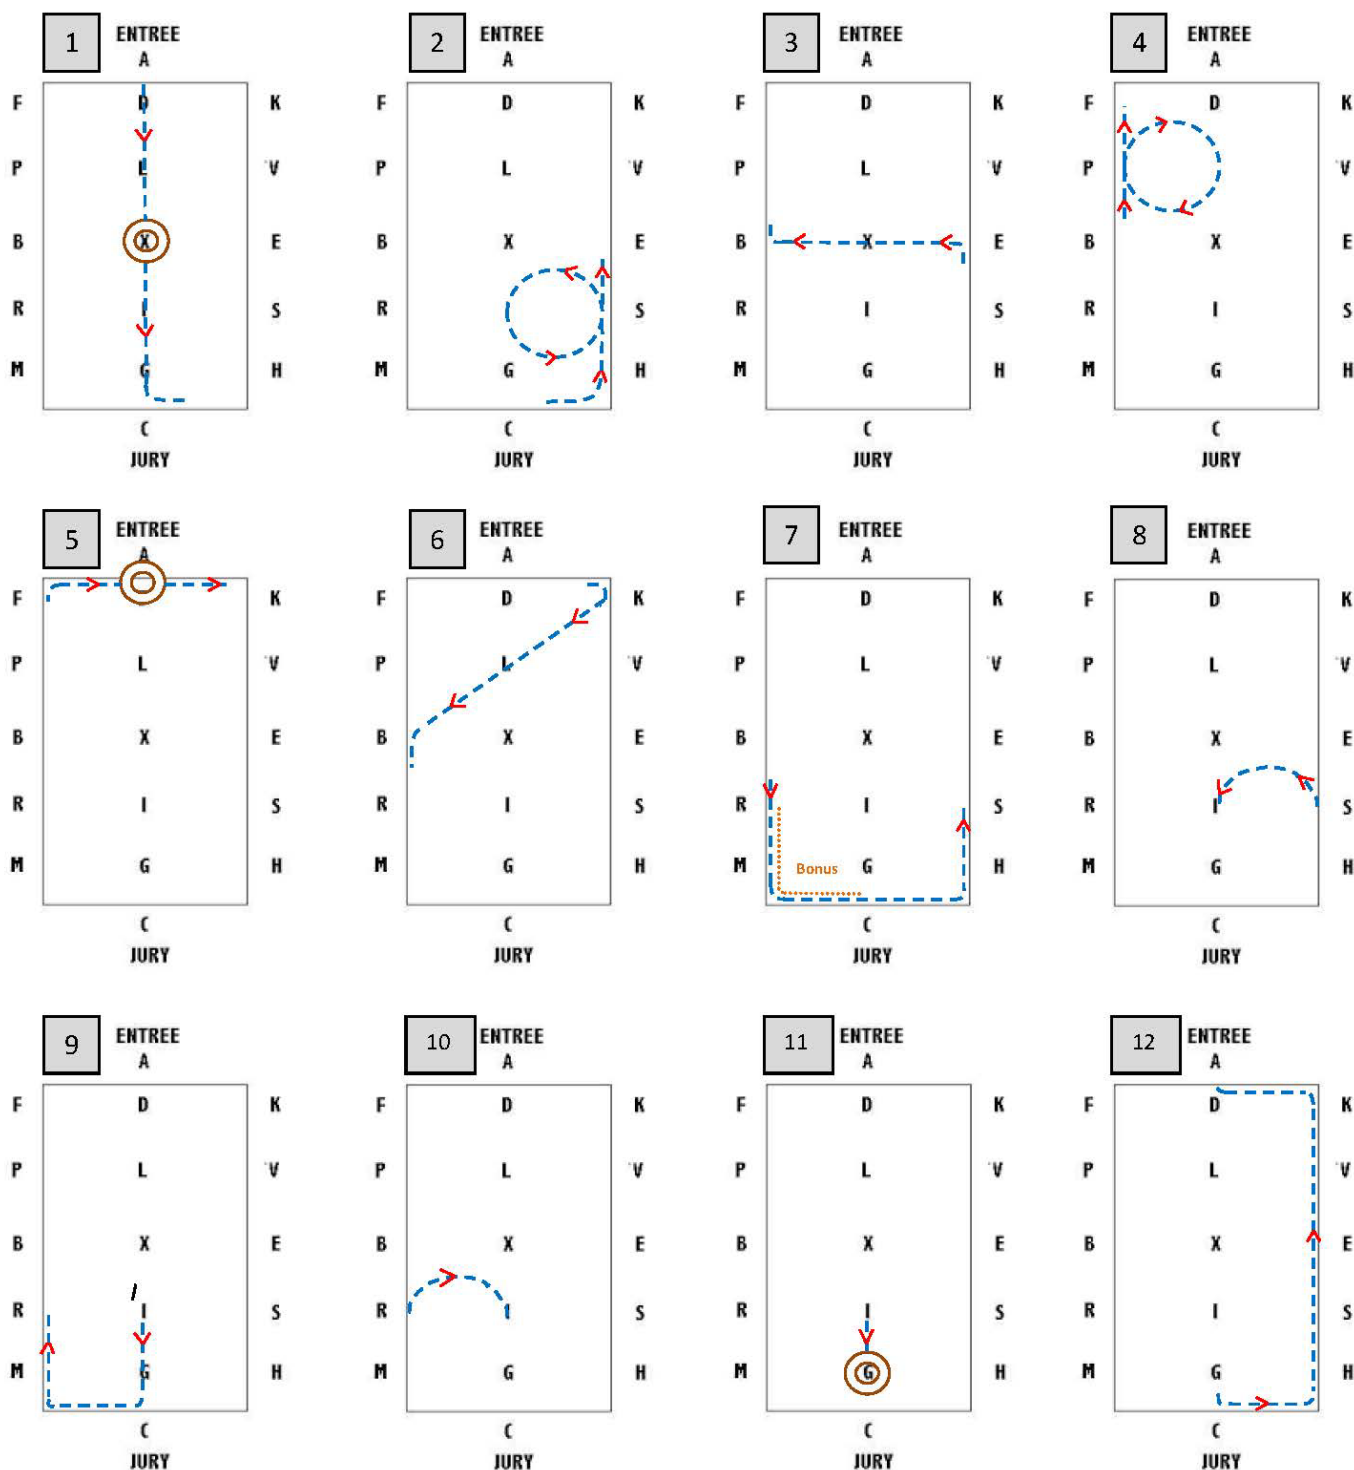 1 ENTREE 2 ENTREE 3 ENTREE 4 ENTREE
A A A A
F D K F D K F D K F D K
P L V P L V P L V P L V
B X E B X E B X E B X E
R I S R I S R I S R I S
M G H M G H M G H M G H
C C C C
JURY JURY JURY JURY
5 ENTREE 6 ENTREE 7 ENTREE 8 ENTREE
A A A A
F K F D K F D K F D K
P L V P L V P L V P L V
B X E B X E B X E B X E
R I S R I S R I S R I S
M G H M G H M Bonus G H M G H
C C C C
JURY JURY JURY JURY
9 ENTREE 10 ENTREE 11 ENTREE 12 ENTREE
A A A A
F D K F D K F D K F D K
P L V P L V P L V P L V
B X E B X E B X E B X E
R I S R I S R I S R I S
M G H M G H M G H M G H
C C C C
JURY JURY JURY JURY